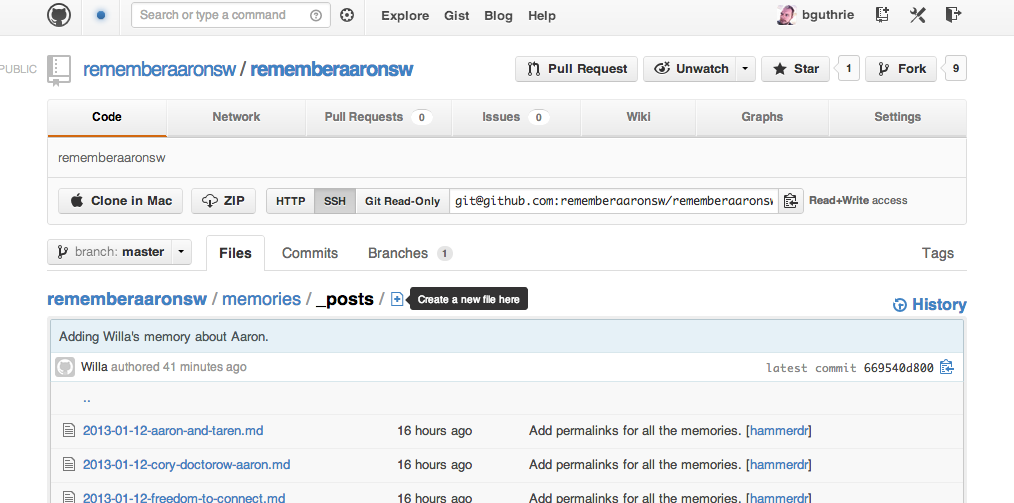 Search or type a command
Explore Gist Blog Help
bguthrie
PUBLIC
rememberaaronsw / rememberaaronsw
Pull Request Unwatch Star 1 Fork 9
Code Network Pull Requests 0 Issues 0 Wiki Graphs Settings
rememberaaronsw
Clone in Mac ZIP HTTP SSH Git Read-Only git@github.com:rememberaaronsw/rememberaaronsw Read+Write access
branch: master Files Commits Branches 1 Tags
rememberaaronsw / memories / _posts / Create a new file here
History
Adding Willa's memory about Aaron.
Willa authored 41 minutes ago latest commit 669540d800
..
2013-01-12-aaron-and-taren.md 16 hours ago Add permalinks for all the memories. [hammerdr]
2013-01-12-cory-doctorow-aaron.md 16 hours ago Add permalinks for all the memories. [hammerdr]
2013-01-12-freedom-to-connect.md 16 hours ago Add permalinks for all the memories. [hammerdr]